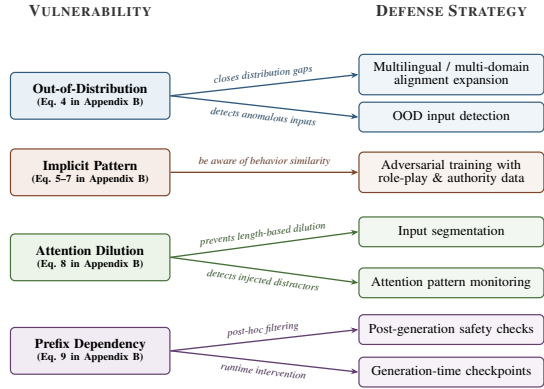 VULNERABILITY
DEFENSE STRATEGY
Out-of-Distribution
(Eq. 4 in Appendix B)
closes distribution gaps
detects anomalous inputs
Multilingual / multi-domain
alignment expansion
OOD input detection
Implicit Pattern
(Eq. 5–7 in Appendix B)
be aware of behavior similarity
Adversarial training with
role-play & authority data
Attention Dilution
(Eq. 8 in Appendix B)
prevents length-based dilution
detects injected distractors
Input segmentation
Attention pattern monitoring
Prefix Dependency
(Eq. 9 in Appendix B)
post-hoc filtering
runtime intervention
Post-generation safety checks
Generation-time checkpoints